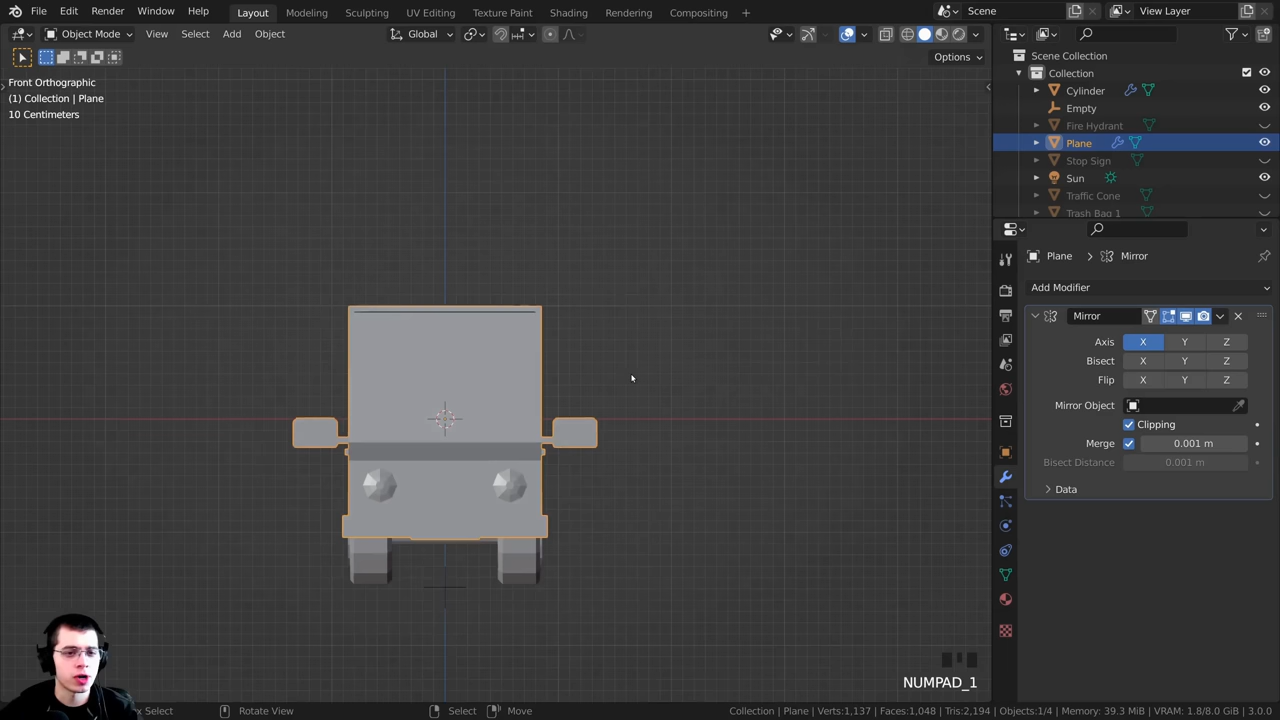 File Edit Render Window Help Layout Modeling Sculpting UV Editing Texture Paint Shading Rendering Compositing Scene View Layer
Object Mode View Select Add Object Global
Options
Front Orthographic
(1) Collection | Plane
10 Centimeters
Scene Collection
Collection
Cylinder
Empty
Fire Hydrant
Plane
Stop Sign
Sun
Traffic Cone
Trash Bag 1
Plane Mirror
Add Modifier
Mirror
Axis X Y Z
Bisect X Y Z
Flip X Y Z
Mirror Object
Clipping
Merge 0.001 m
Bisect Distance 0.001 m
Data
NUMPAD_1
Select Rotate View Select Move Collection | Plane | Verts:1,137 | Faces:1,048 | Tris:2,194 | Objects:1/4 | Memory: 39.3 MiB | VRAM: 1.8/8.0 GiB | 3.0.0